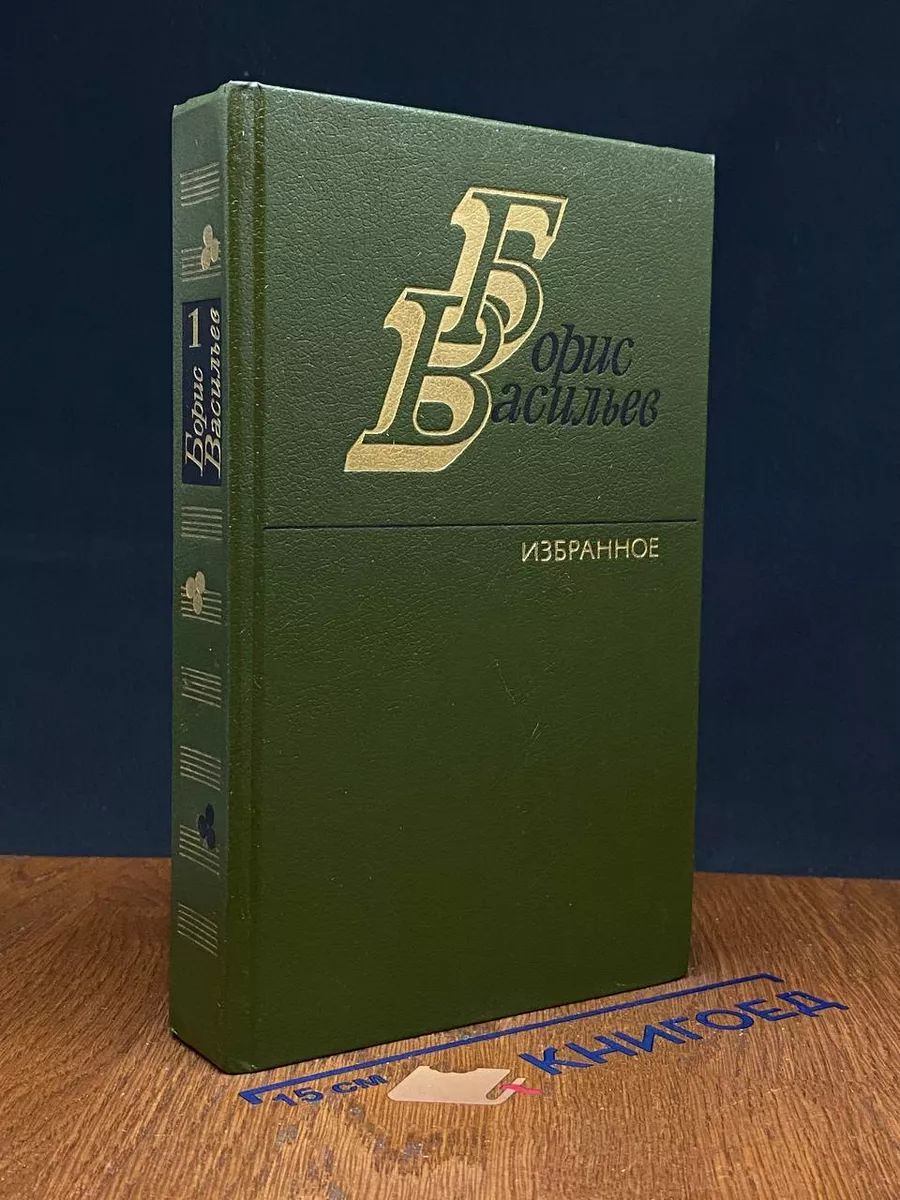 Борис
Васильев
ИЗБРАННОЕ
1
Борис
Васильев
15 см
КНИГОЕД